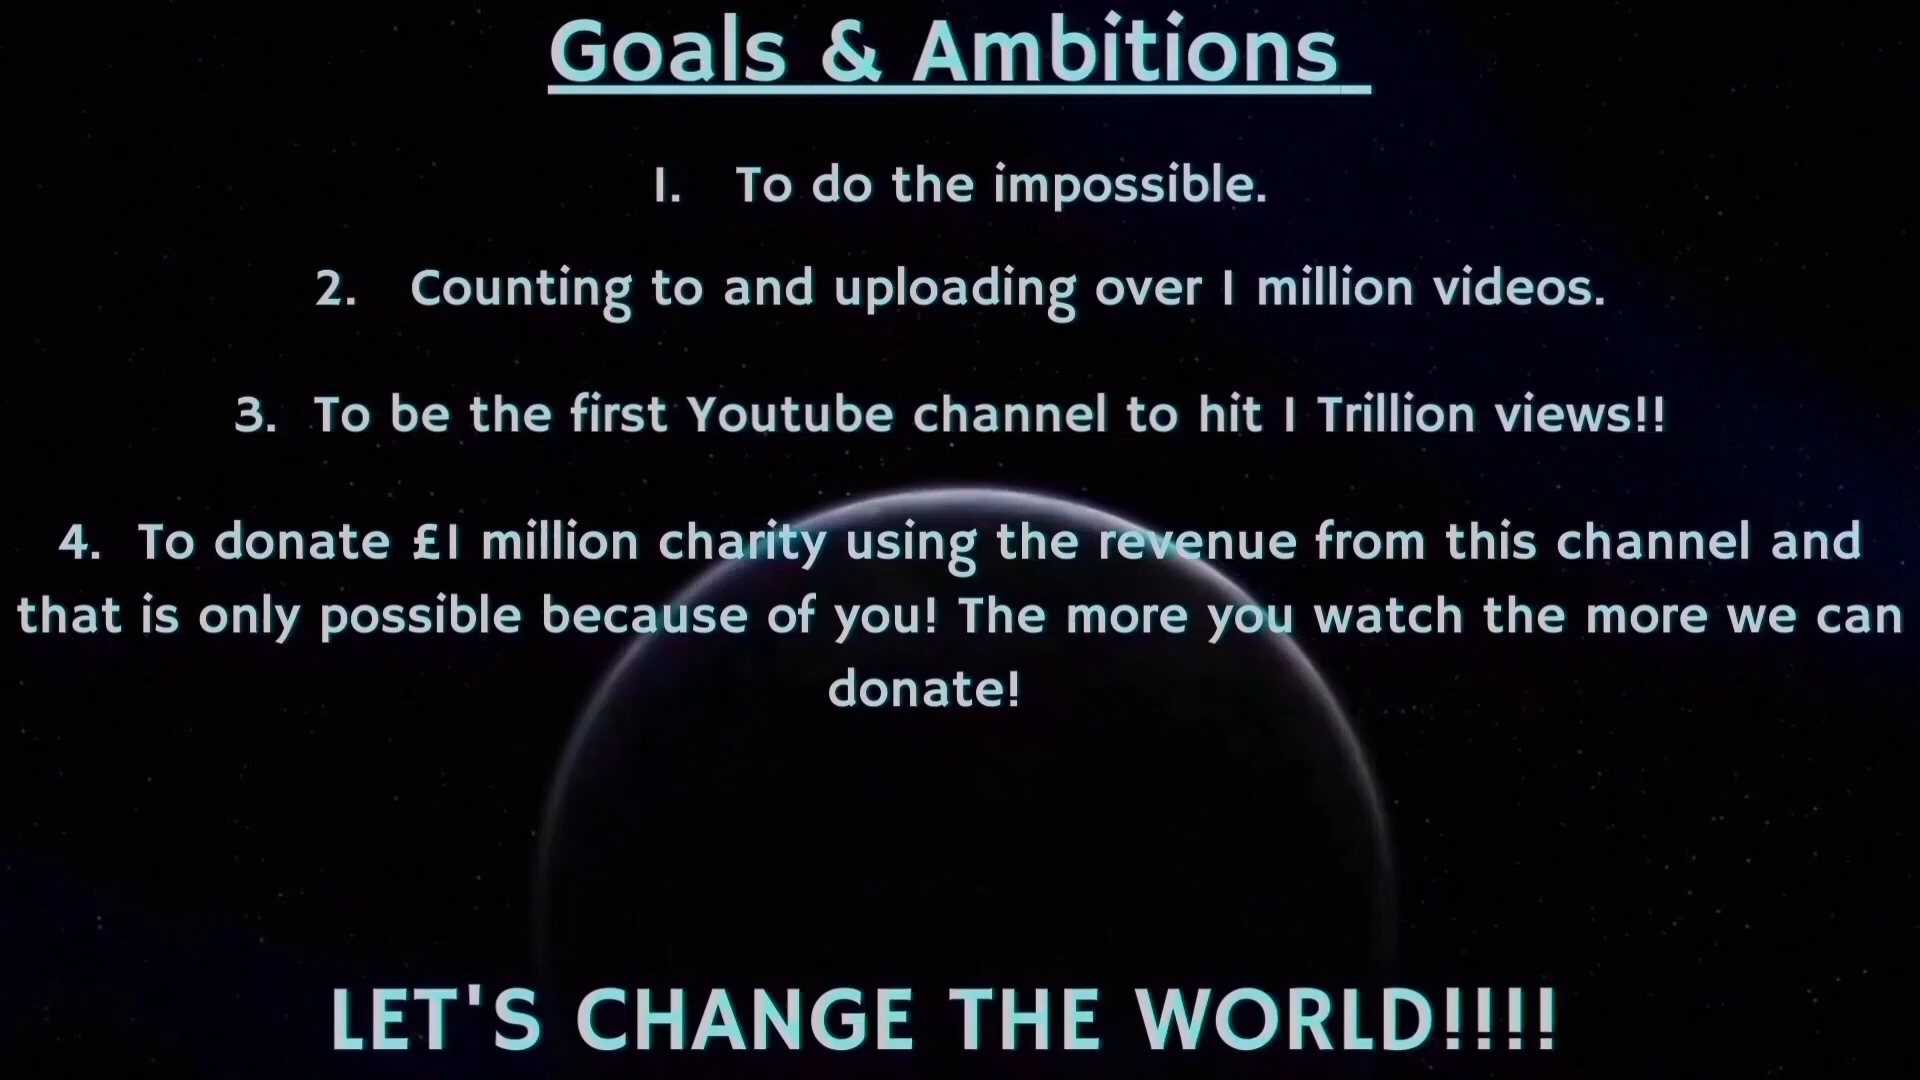 Goals & Ambitions
1. To do the impossible.
2. Counting to and uploading over 1 million videos.
3. To be the first Youtube channel to hit 1 Trillion views!!
4. To donate £1 million charity using the revenue from this channel and
that is only possible because of you! The more you watch the more we can
donate!
LET'S CHANGE THE WORLD!!!!